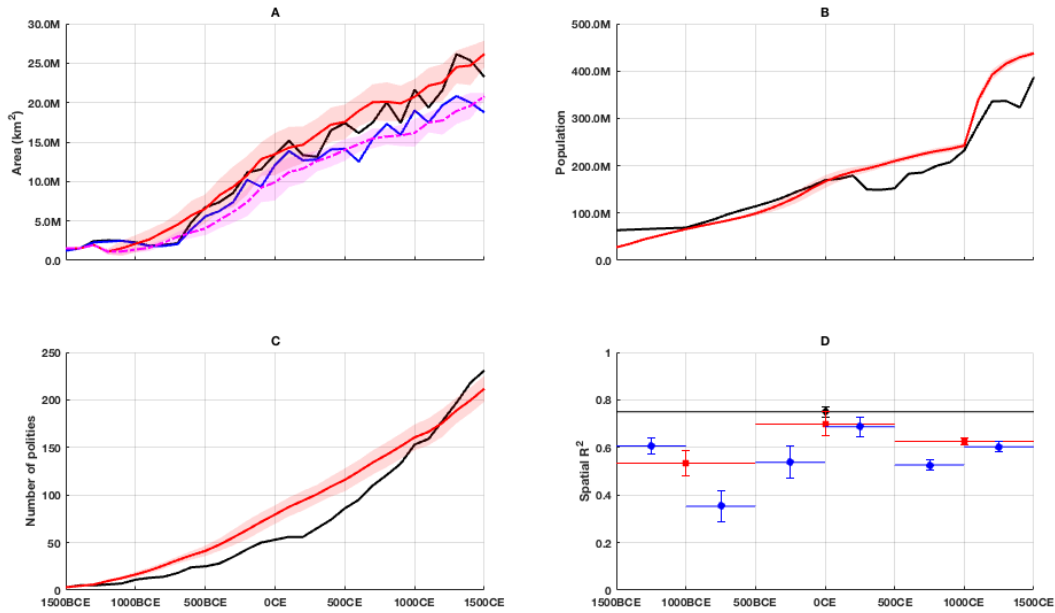 A
30.0M
25.0M
20.0M
15.0M
10.0M
5.0M
0.0
Area (km²)
B
500.0M
400.0M
300.0M
200.0M
100.0M
0.0
Population
C
250
200
150
100
50
0
Number of polities
1500BCE 1000BCE 500BCE 0CE 500CE 1000CE 1500CE
D
1
0.8
0.6
0.4
0.2
0
Spatial R²
1500BCE 1000BCE 500BCE 0CE 500CE 1000CE 1500CE